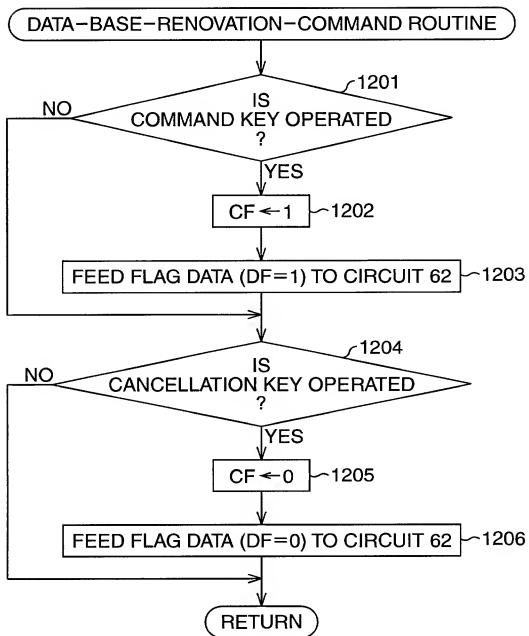 DATA-BASE-RENOVATION-COMMAND ROUTINE
1201
IS
COMMAND KEY OPERATED
?
NO
YES
CF ← 1
1202
FEED FLAG DATA (DF=1) TO CIRCUIT 62
1203
1204
IS
CANCELLATION KEY OPERATED
?
NO
YES
CF ← 0
1205
FEED FLAG DATA (DF=0) TO CIRCUIT 62
1206
RETURN